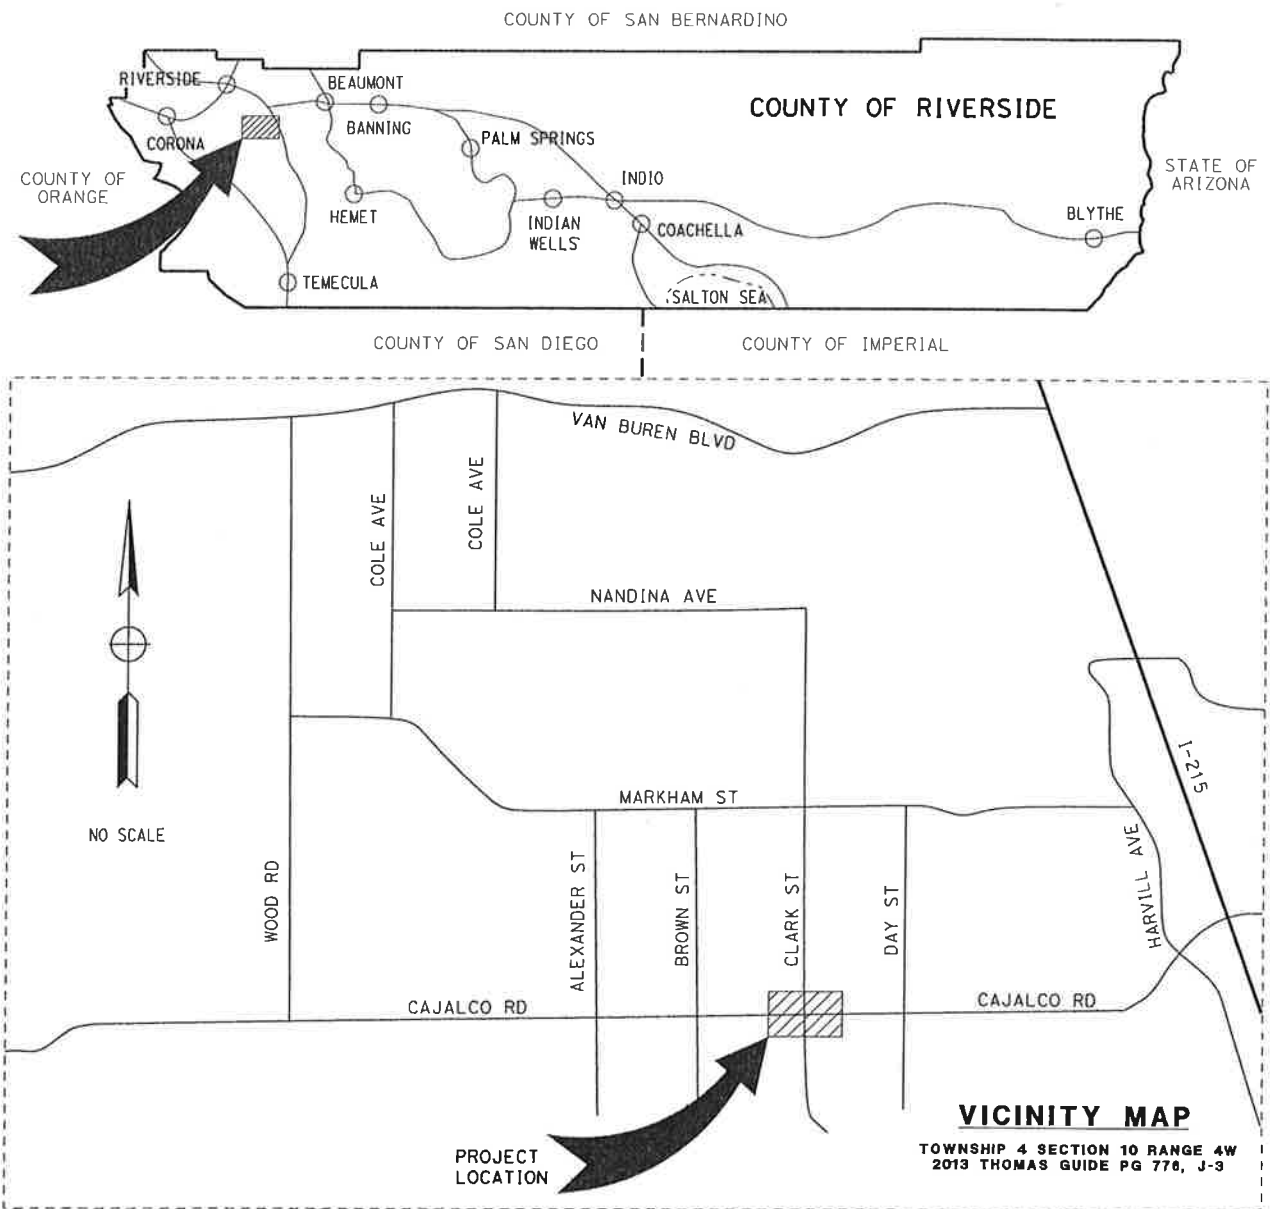 COUNTY OF SAN BERNARDINO
RIVERSIDE
BEAUMONT
COUNTY OF RIVERSIDE
BANNING
CORONA
PALM SPRINGS
STATE OF
ARIZONA
COUNTY OF
ORANGE
INDIO
HEMET
INDIAN
WELLS
COACHELLA
BLYTHE
TEMECULA
SALTON SEA
COUNTY OF SAN DIEGO
COUNTY OF IMPERIAL
VAN BUREN BLVD
COLE AVE
COLE AVE
NANDINA AVE
I-215
MARKHAM ST
NO SCALE
WOOD RD
ALEXANDER ST
BROWN ST
CLARK ST
DAY ST
HARVILL AVE
CAJALCO RD
CAJALCO RD
PROJECT
LOCATION
VICINITY MAP
TOWNSHIP 4 SECTION 10 RANGE 4W
2013 THOMAS GUIDE PG 776, J-3